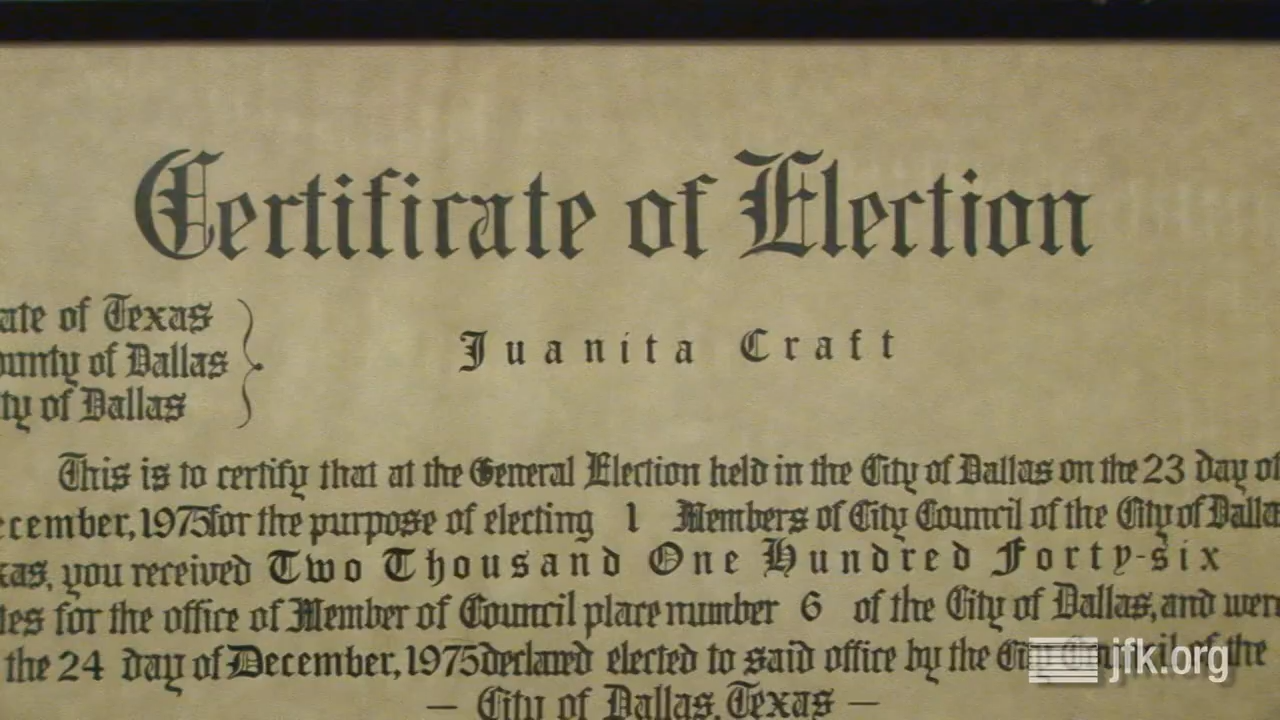 Certificate of Election
ate of Texas
ounty of Dallas
ty of Dallas
Juanita Craft
This is to certify that at the General Election held in the City of Dallas on the 23 day of
ecember, 1975 for the purpose of electing 1 Members of City Council of the City of Dalla
xas, you received Two Thousand One Hundred Forty-six
tes for the office of Member of Council place number 6 of the City of Dallas, and were
the 24 day of December, 1975 declared elected to said office by the City Council of the
— City of Dallas, Texas —
jfk.org